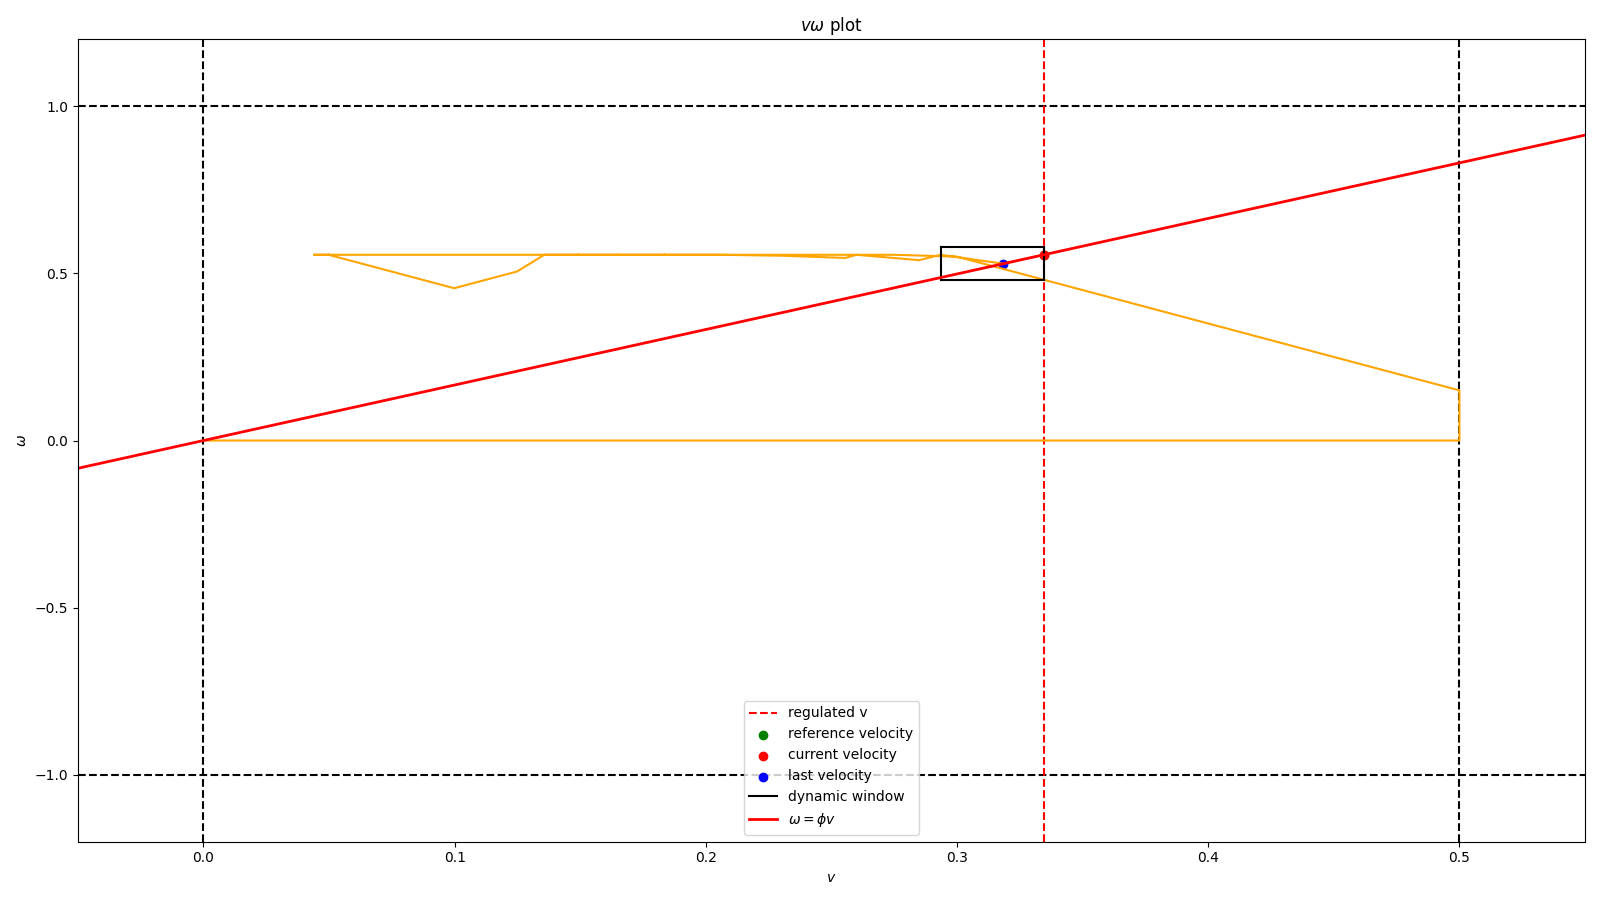 vω plot
1.0
0.5
0.0
−0.5
−1.0
ω
regulated v
reference velocity
current velocity
last velocity
dynamic window
ω = ϕv
0.0 0.1 0.2 0.3 0.4 0.5
v